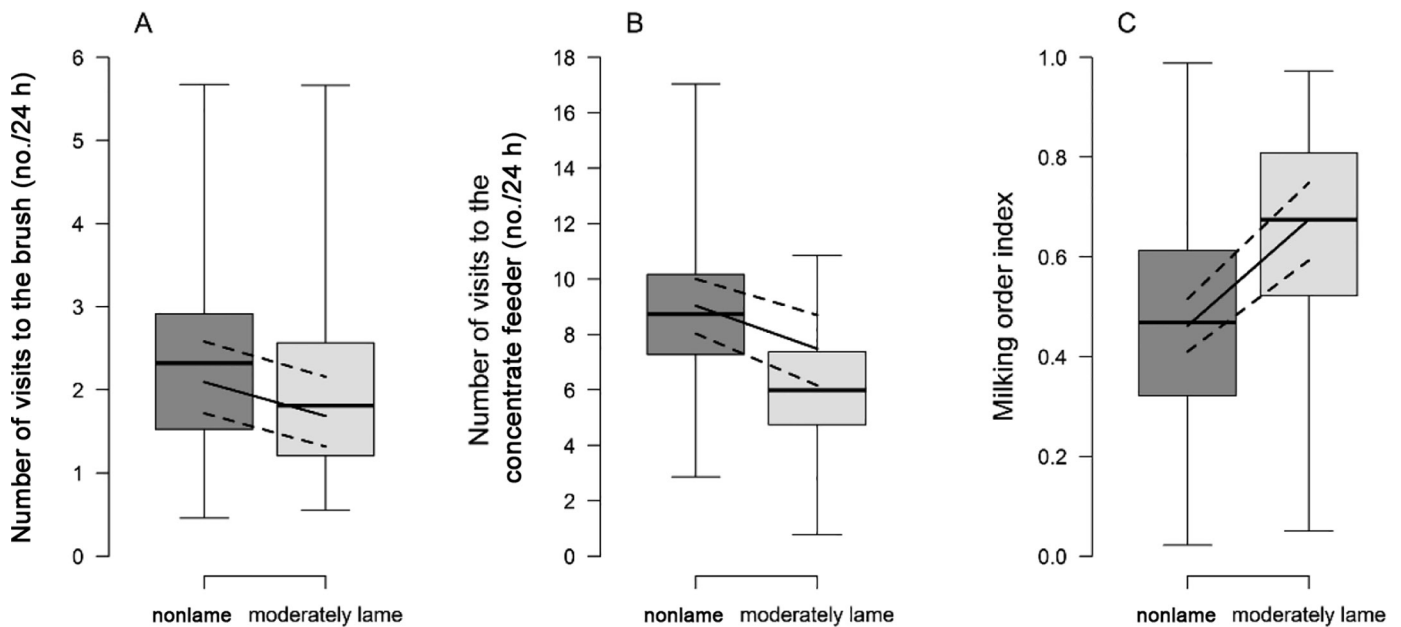 A
Number of visits to the brush (no./24 h)
6
5
4
3
2
1
0
nonlame moderately lame
B
Number of visits to the
concentrate feeder (no./24 h)
18
16
14
12
10
8
6
4
2
0
nonlame moderately lame
C
Milking order index
1.0
0.8
0.6
0.4
0.2
0.0
nonlame moderately lame